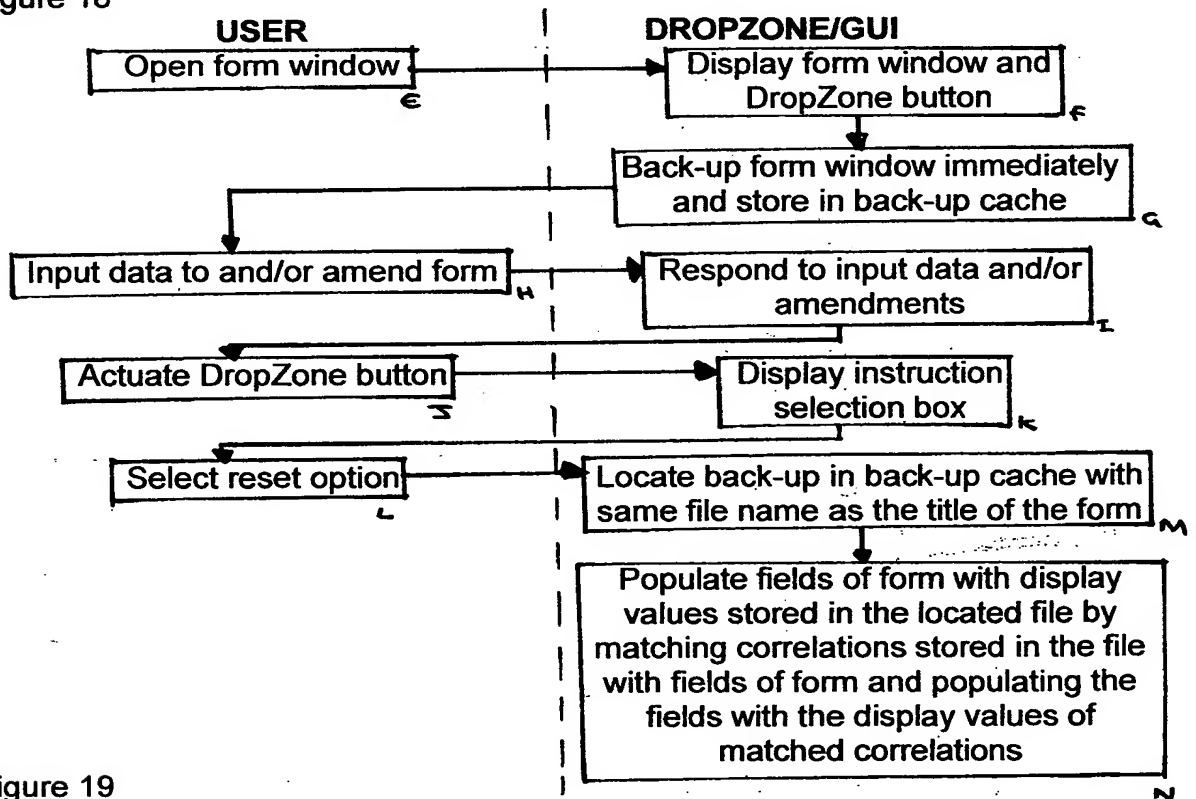 igure 18
USER
DROPZONE/GUI
Open form window
E
Display form window and
DropZone button
F
Back-up form window immediately
and store in back-up cache
G
Input data to and/or amend form
H
Respond to input data and/or
amendments
I
Actuate DropZone button
J
Display instruction
selection box
K
Select reset option
L
Locate back-up in back-up cache with
same file name as the title of the form
M
Populate fields of form with display
values stored in the located file by
matching correlations stored in the file
with fields of form and populating the
fields with the display values of
matched correlations
N
igure 19